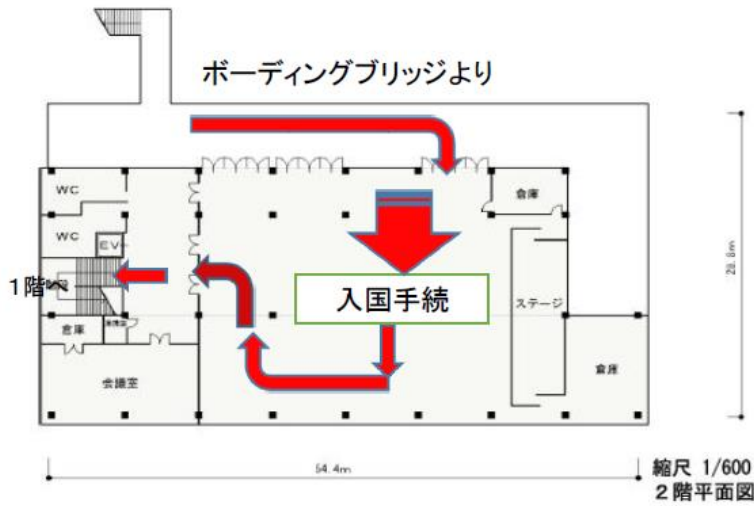 ボーディングブリッジより
WC
倉庫
WC
EV
1階へ
入国手続
ステージ
28.8m
倉庫
会議室
倉庫
54.4m
縮尺 1/600
2階平面図